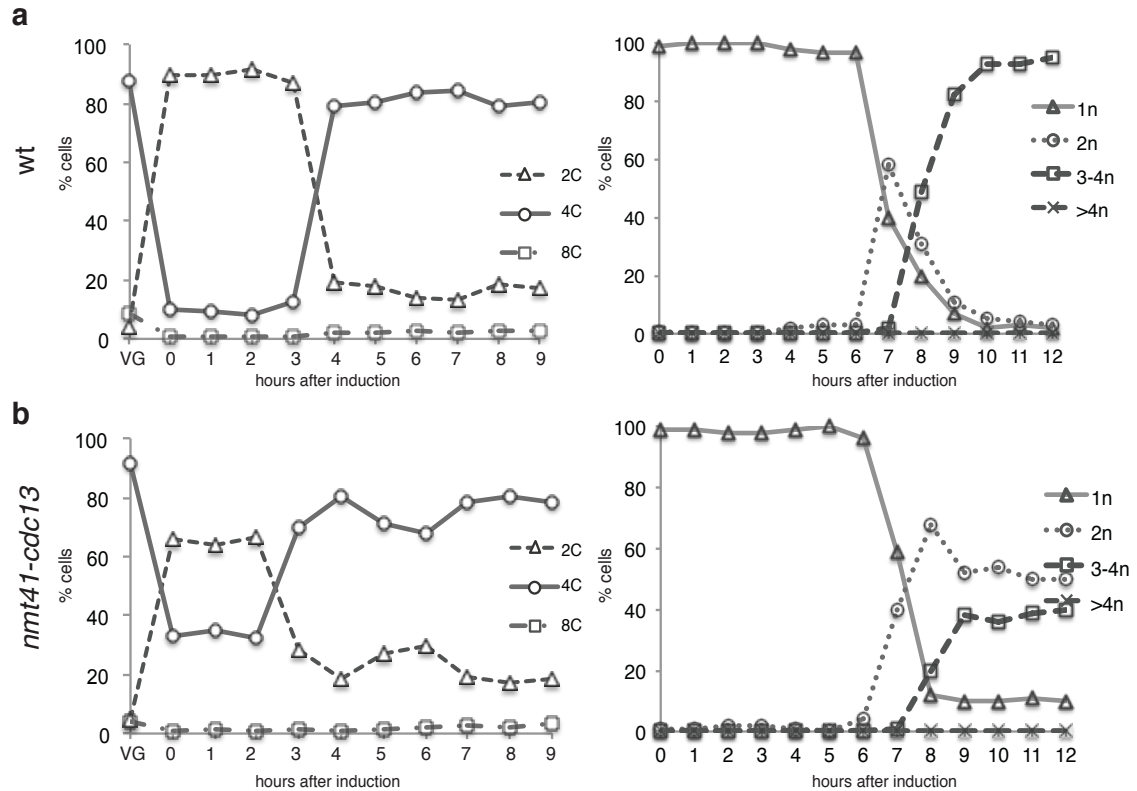 a
wt
% cells
100
80
60
40
20
0
VG 0 1 2 3 4 5 6 7 8 9
hours after induction
2C
4C
8C
% cells
100
80
60
40
20
0
0 1 2 3 4 5 6 7 8 9 10 11 12
hours after induction
1n
2n
3-4n
>4n
b
nmt41-cdc13
% cells
100
80
60
40
20
0
VG 0 1 2 3 4 5 6 7 8 9
hours after induction
2C
4C
8C
% cells
100
80
60
40
20
0
0 1 2 3 4 5 6 7 8 9 10 11 12
hours after induction
1n
2n
3-4n
>4n